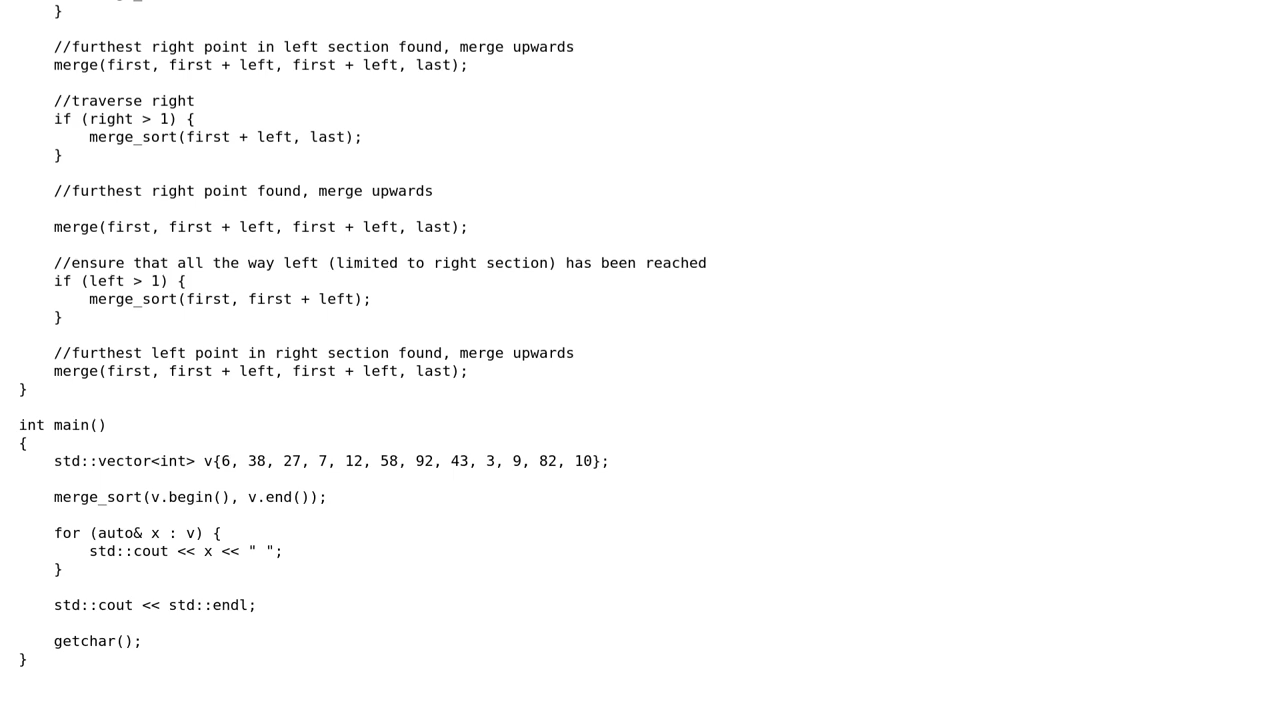 }
//furthest right point in left section found, merge upwards
merge(first, first + left, first + left, last);
//traverse right
if (right > 1) {
merge_sort(first + left, last);
}
//furthest right point found, merge upwards
merge(first, first + left, first + left, last);
//ensure that all the way left (limited to right section) has been reached
if (left > 1) {
merge_sort(first, first + left);
}
//furthest left point in right section found, merge upwards
merge(first, first + left, first + left, last);
}
int main()
{
std::vector<int> v{6, 38, 27, 7, 12, 58, 92, 43, 3, 9, 82, 10};
merge_sort(v.begin(), v.end());
for (auto& x : v) {
std::cout << x << " ";
}
std::cout << std::endl;
getchar();
}